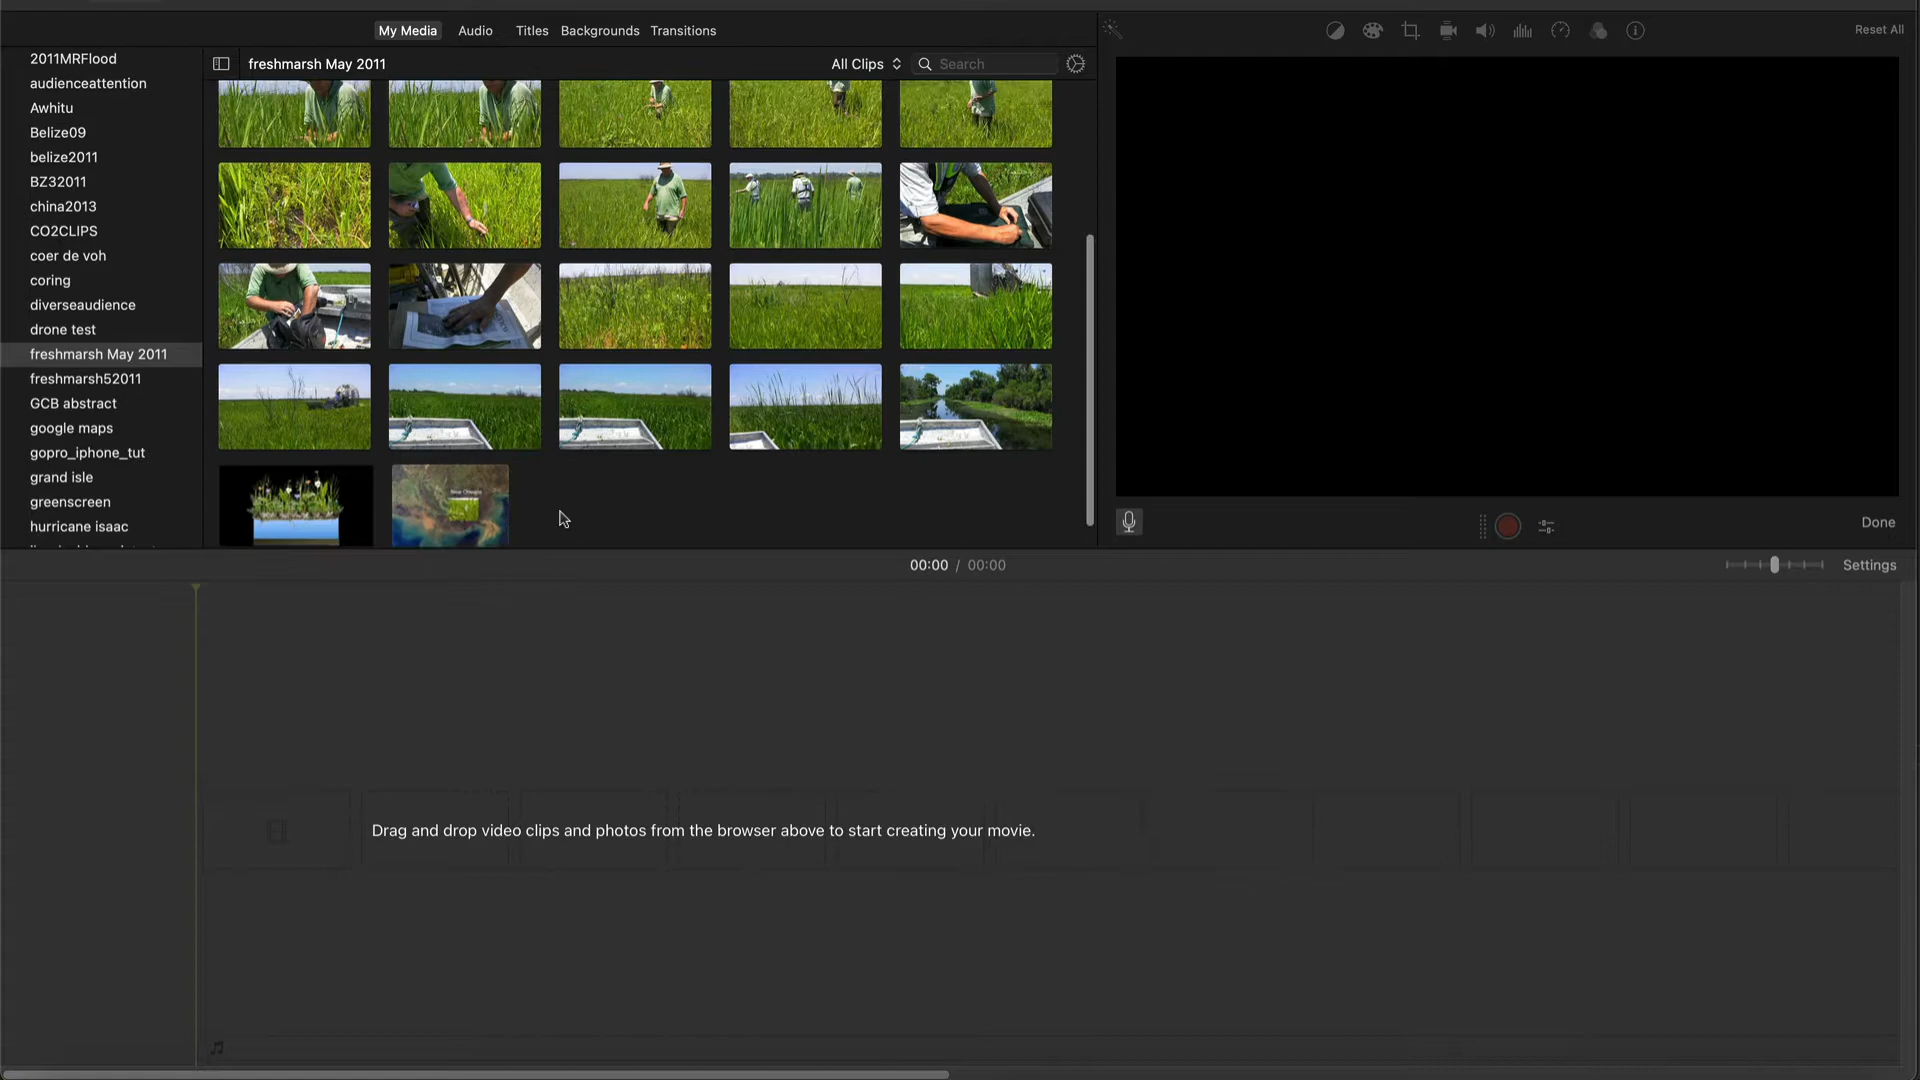 My Media
Audio
Titles
Backgrounds
Transitions
Reset All
2011MRFlood
audienceattention
Awhitu
Belize09
belize2011
BZ32011
china2013
CO2CLIPS
coer de voh
coring
diverseaudience
drone test
freshmarsh May 2011
freshmarsh52011
GCB abstract
google maps
gopro_iphone_tut
grand isle
greenscreen
hurricane isaac
freshmarsh May 2011
All Clips
Search
New Orleans
Done
00:00 / 00:00
Settings
Drag and drop video clips and photos from the browser above to start creating your movie.